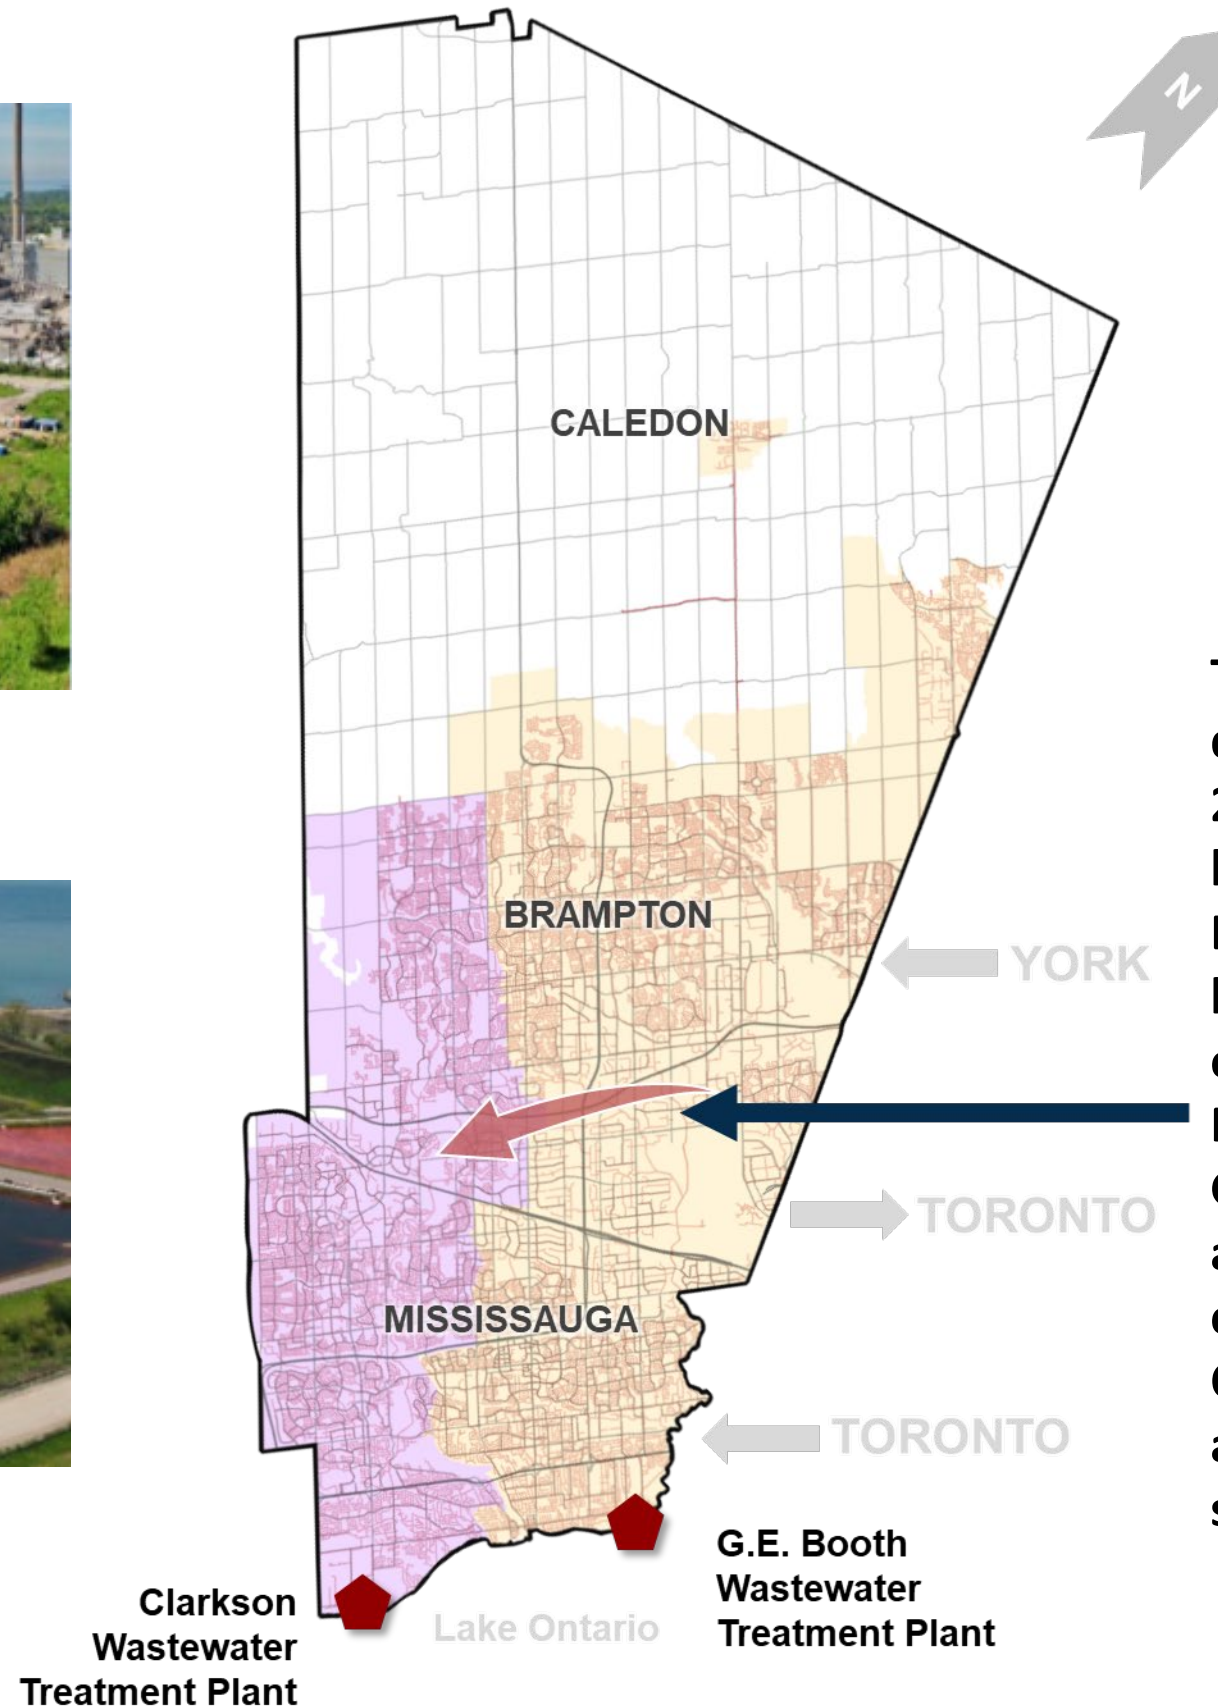 N
CALEDON
BRAMPTON
YORK
TORONTO
MISSISSAUGA
TORONTO
G.E. Booth
Wastewater
Treatment Plant
Clarkson
Wastewater
Treatment Plant
Lake Ontario